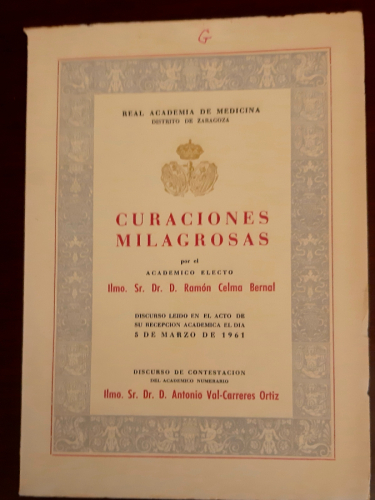 G
REAL ACADEMIA DE MEDICINA
DISTRITO DE ZARAGOZA
CURACIONES
MILAGROSAS
por el
ACADEMICO ELECTO
Ilmo. Sr. Dr. D. Ramón Celma Bernal
DISCURSO LEIDO EN EL ACTO DE
SU RECEPCION ACADEMICA EL DIA
5 DE MARZO DE 1961
DISCURSO DE CONTESTACION
DEL ACADEMICO NUMERARIO
Ilmo. Sr. Dr. D. Antonio Val-Carreres Ortiz